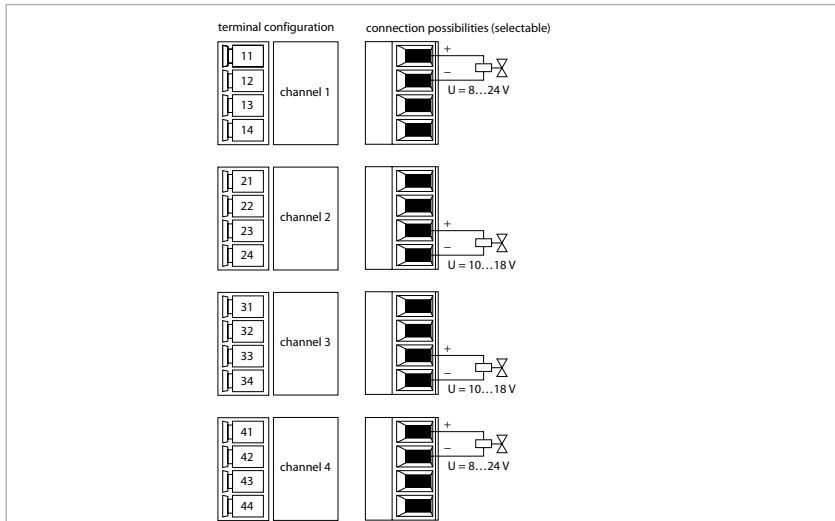 terminal configuration
connection possibilities (selectable)
11
12
13
14
channel 1
+
–
U = 8…24 V
21
22
23
24
channel 2
+
–
U = 10…18 V
31
32
33
34
channel 3
+
–
U = 10…18 V
41
42
43
44
channel 4
+
–
U = 8…24 V